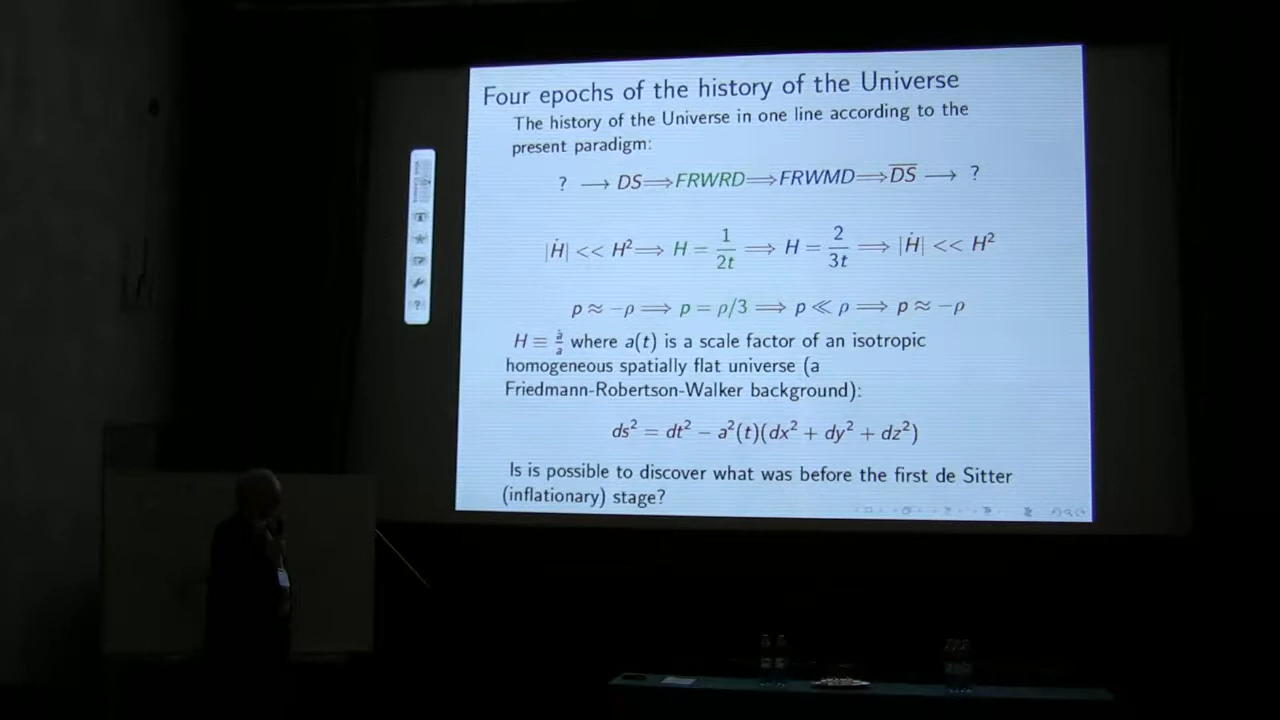 Four epochs of the history of the Universe
The history of the Universe in one line according to the
present paradigm:
? ⟶ DS⟹FRWRD⟹FRWMD⟹D̅S̅ ⟶ ?
|Ḣ| << H² ⟹ H = 1/2t ⟹ H = 2/3t ⟹ |Ḣ| << H²
p ≈ −ρ ⟹ p = ρ/3 ⟹ p ≪ ρ ⟹ p ≈ −ρ
H ≡ ȧ/a where a(t) is a scale factor of an isotropic
homogeneous spatially flat universe (a
Friedmann-Robertson-Walker background):
ds² = dt² − a²(t)(dx² + dy² + dz²)
Is is possible to discover what was before the first de Sitter
(inflationary) stage?
?